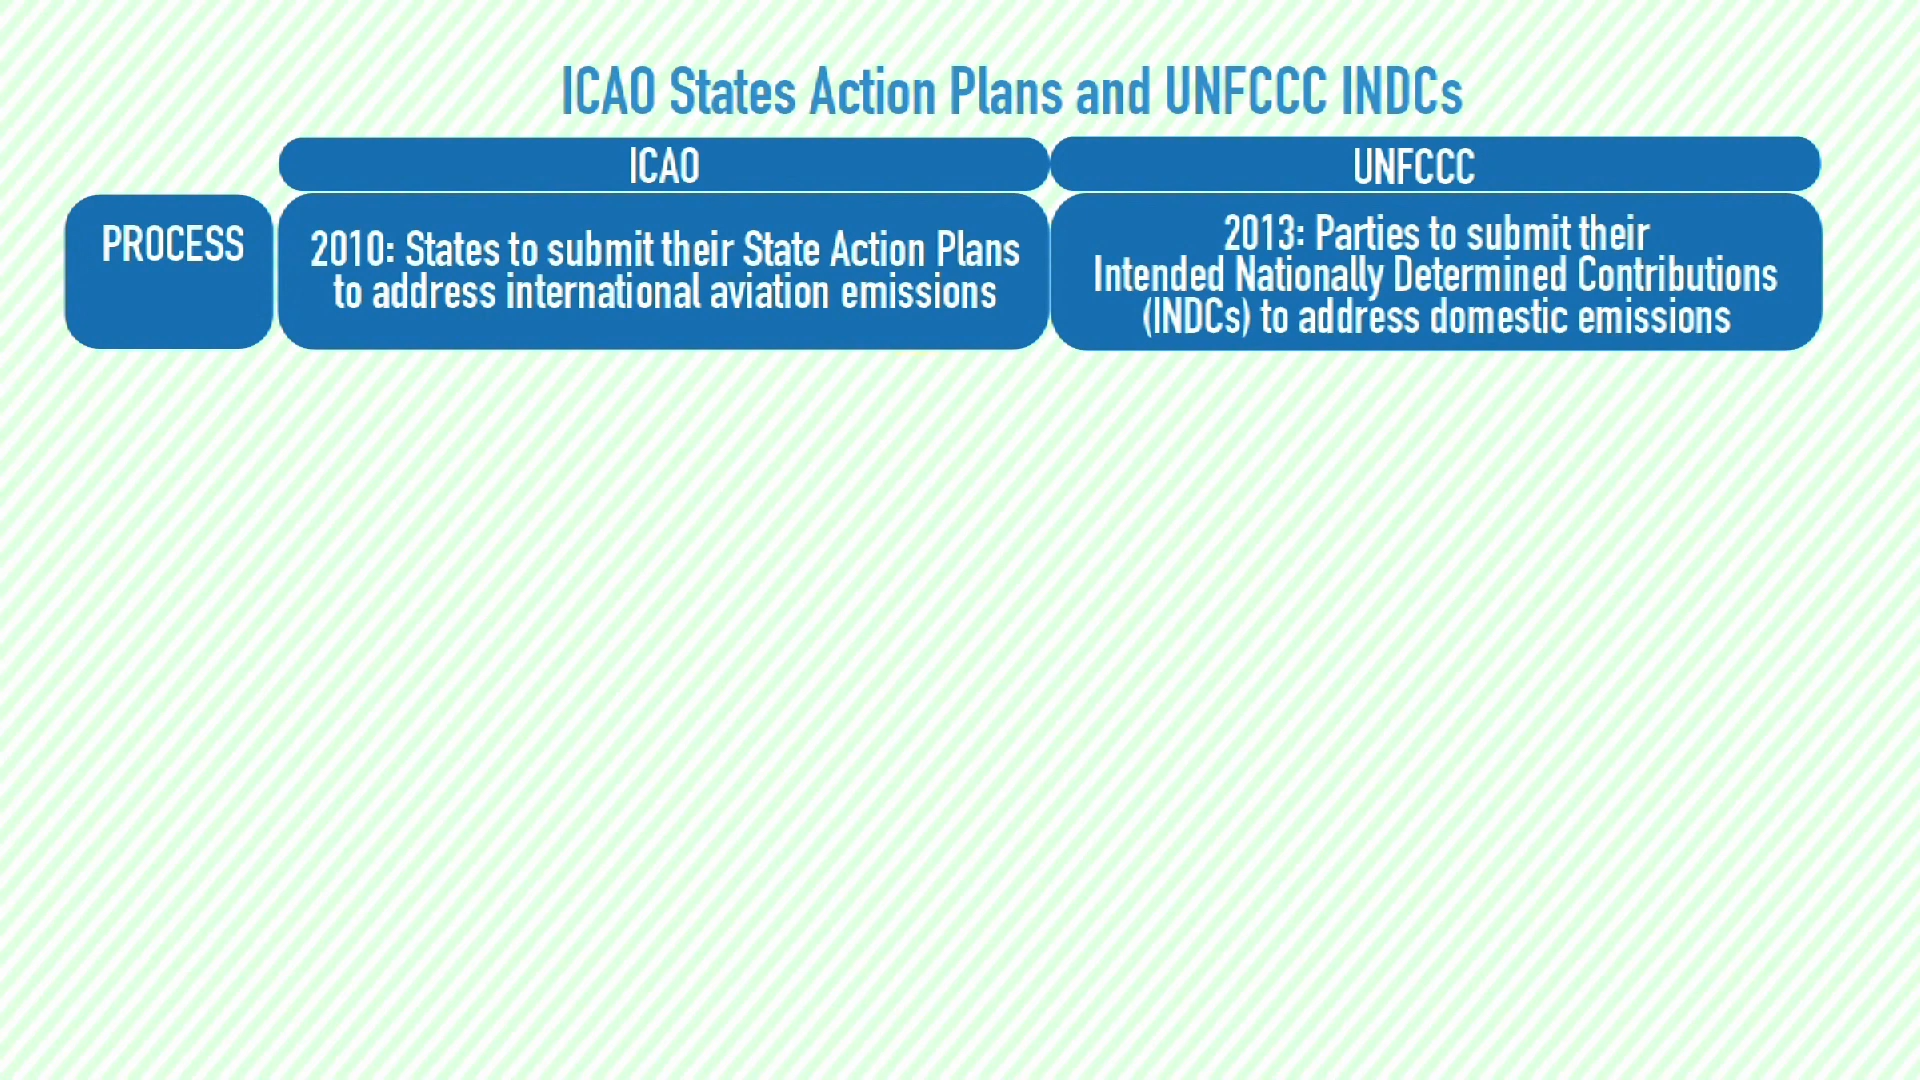 ICAO States Action Plans and UNFCCC INDCs
ICAO
UNFCCC
PROCESS
2010: States to submit their State Action Plans
to address international aviation emissions
2013: Parties to submit their
Intended Nationally Determined Contributions
(INDCs) to address domestic emissions